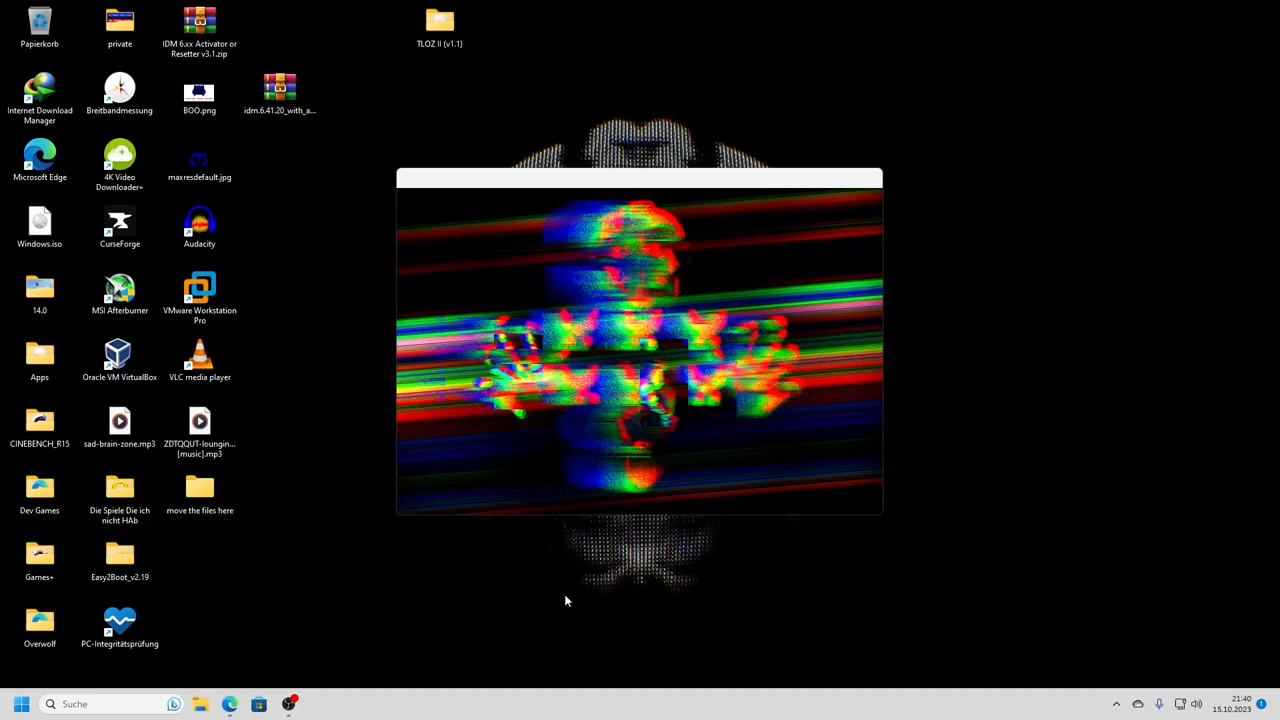 Papierkorb
private
IDM 6.xx Activator or
Resetter v3.1.zip
TLOZ II (v1.1)
Internet Download
Manager
Breitbandmessung
BOO.png
idm.6.41.20_with_a...
Microsoft Edge
4K Video
Downloader+
maxresdefault.jpg
Windows.iso
CurseForge
Audacity
14.0
MSI Afterburner
VMware Workstation
Pro
Apps
Oracle VM VirtualBox
VLC media player
CINEBENCH_R15
sad-brain-zone.mp3
ZDTQQUT-loungin...
[music].mp3
Dev Games
Die Spiele Die ich
nicht HAb
move the files here
Games+
Easy2Boot_v2.19
Overwolf
PC-Integritätsprüfung
Suche
21:40
15.10.2023
1